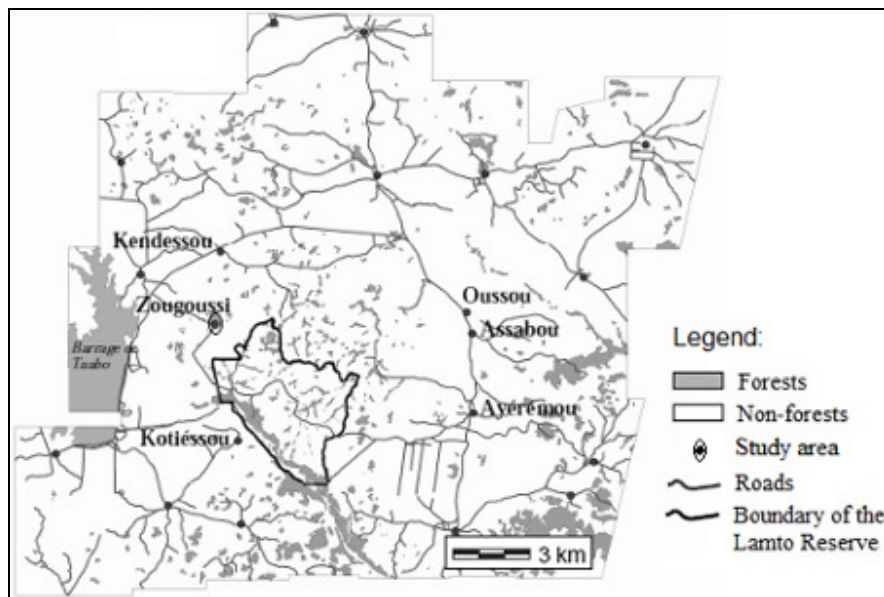 Kendessou
Zougoussi
Barrage de
Taabo
Oussou
Assabou
Ayérémou
Kotiéssou
3 km
Legend:
Forests
Non-forests
Study area
Roads
Boundary of the
Lamto Reserve